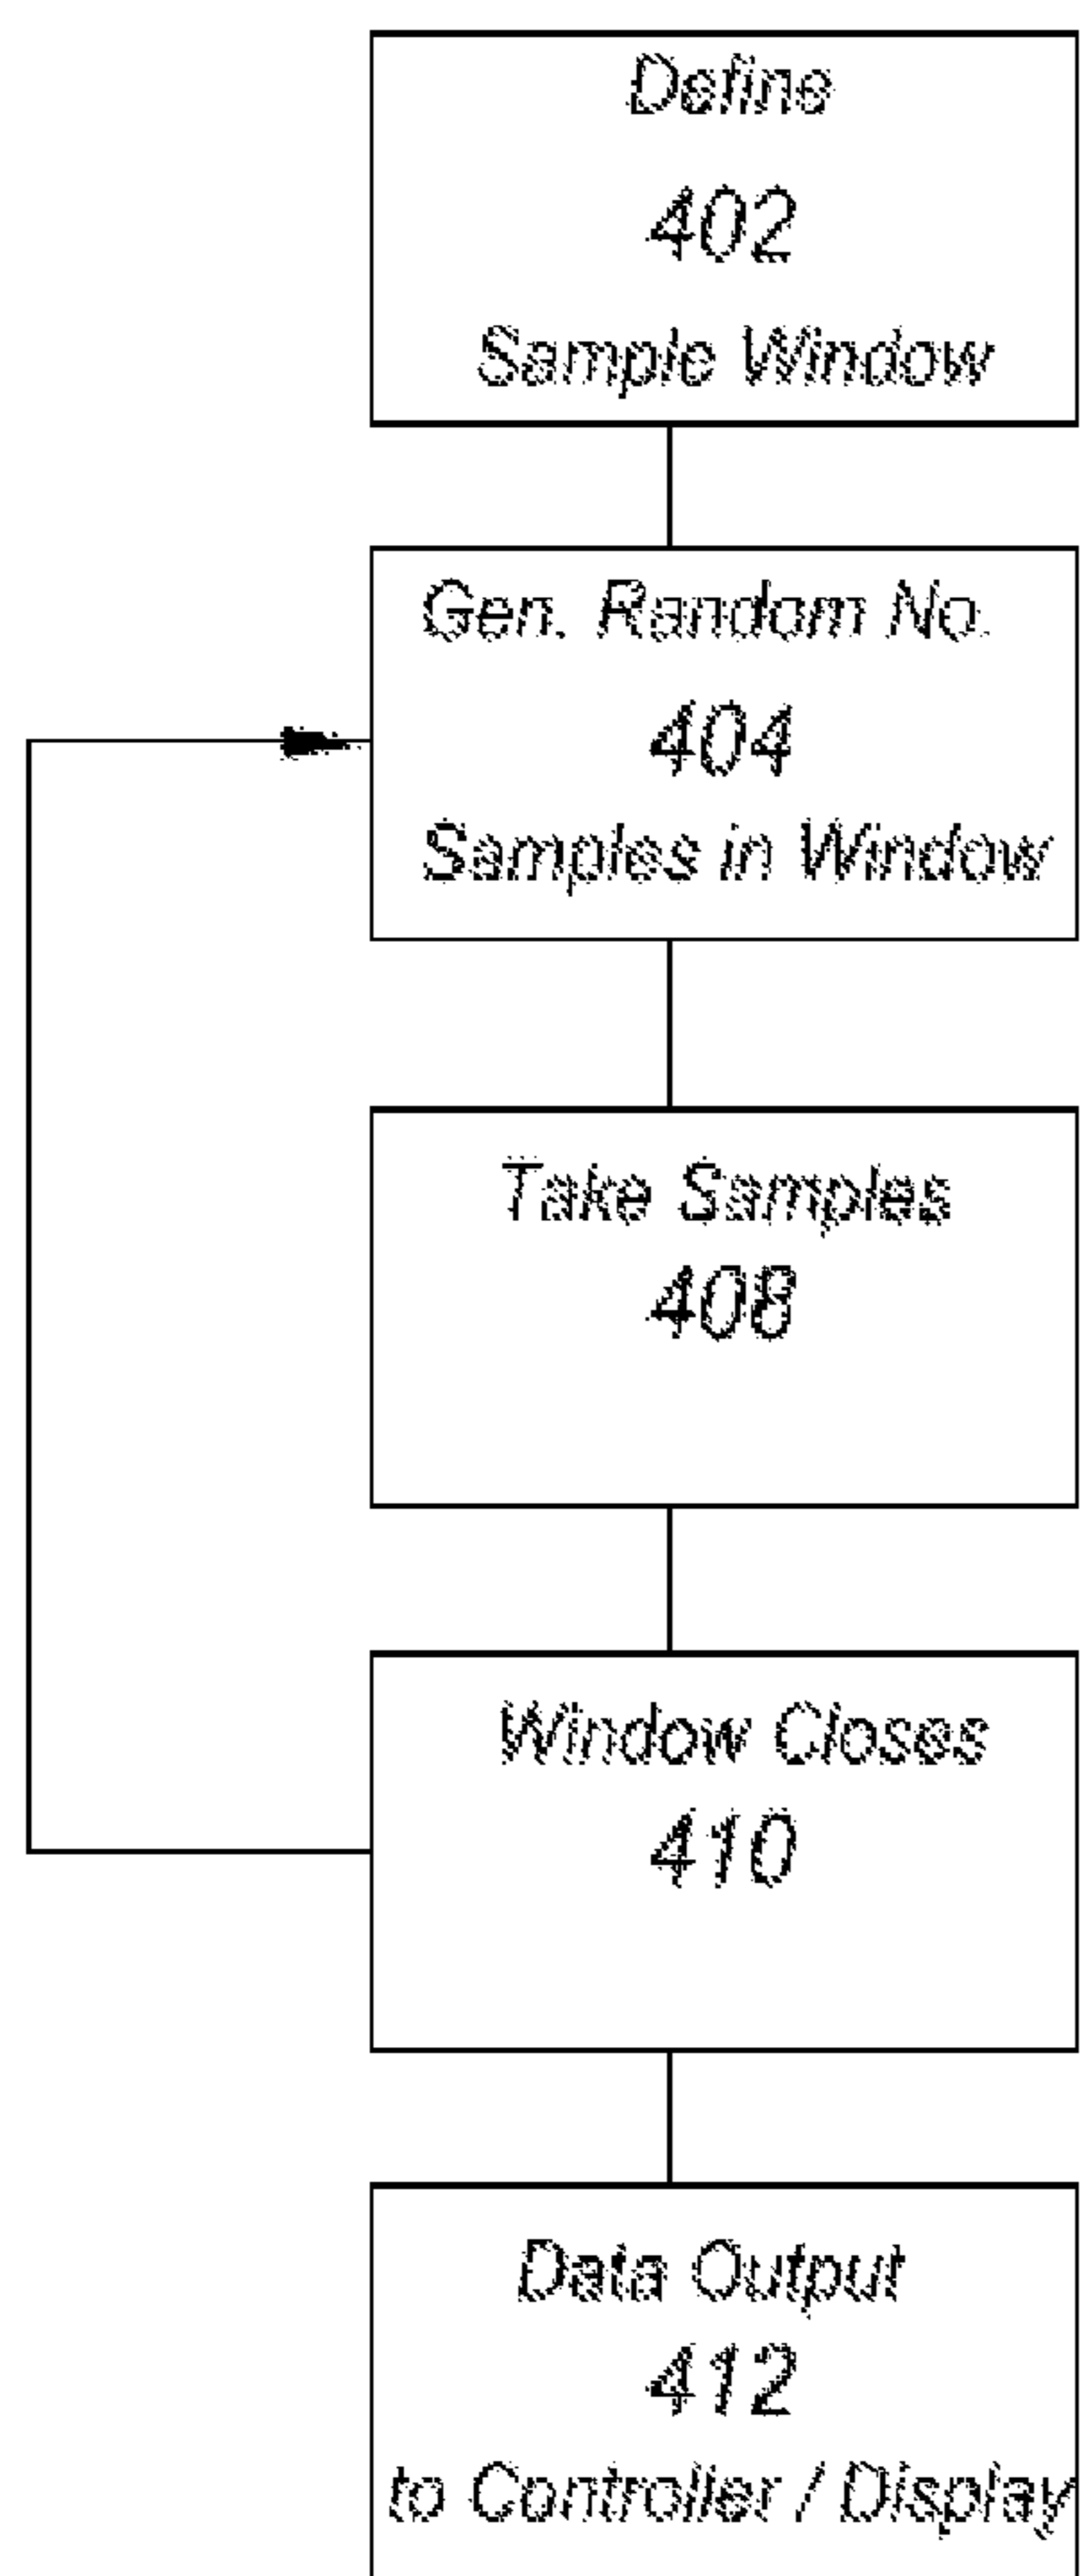 Define
402
Sample Window
Gen. Random No.
404
Samples in Window
Take Samples
408
Window Closes
410
Data Output
412
to Controller / Display